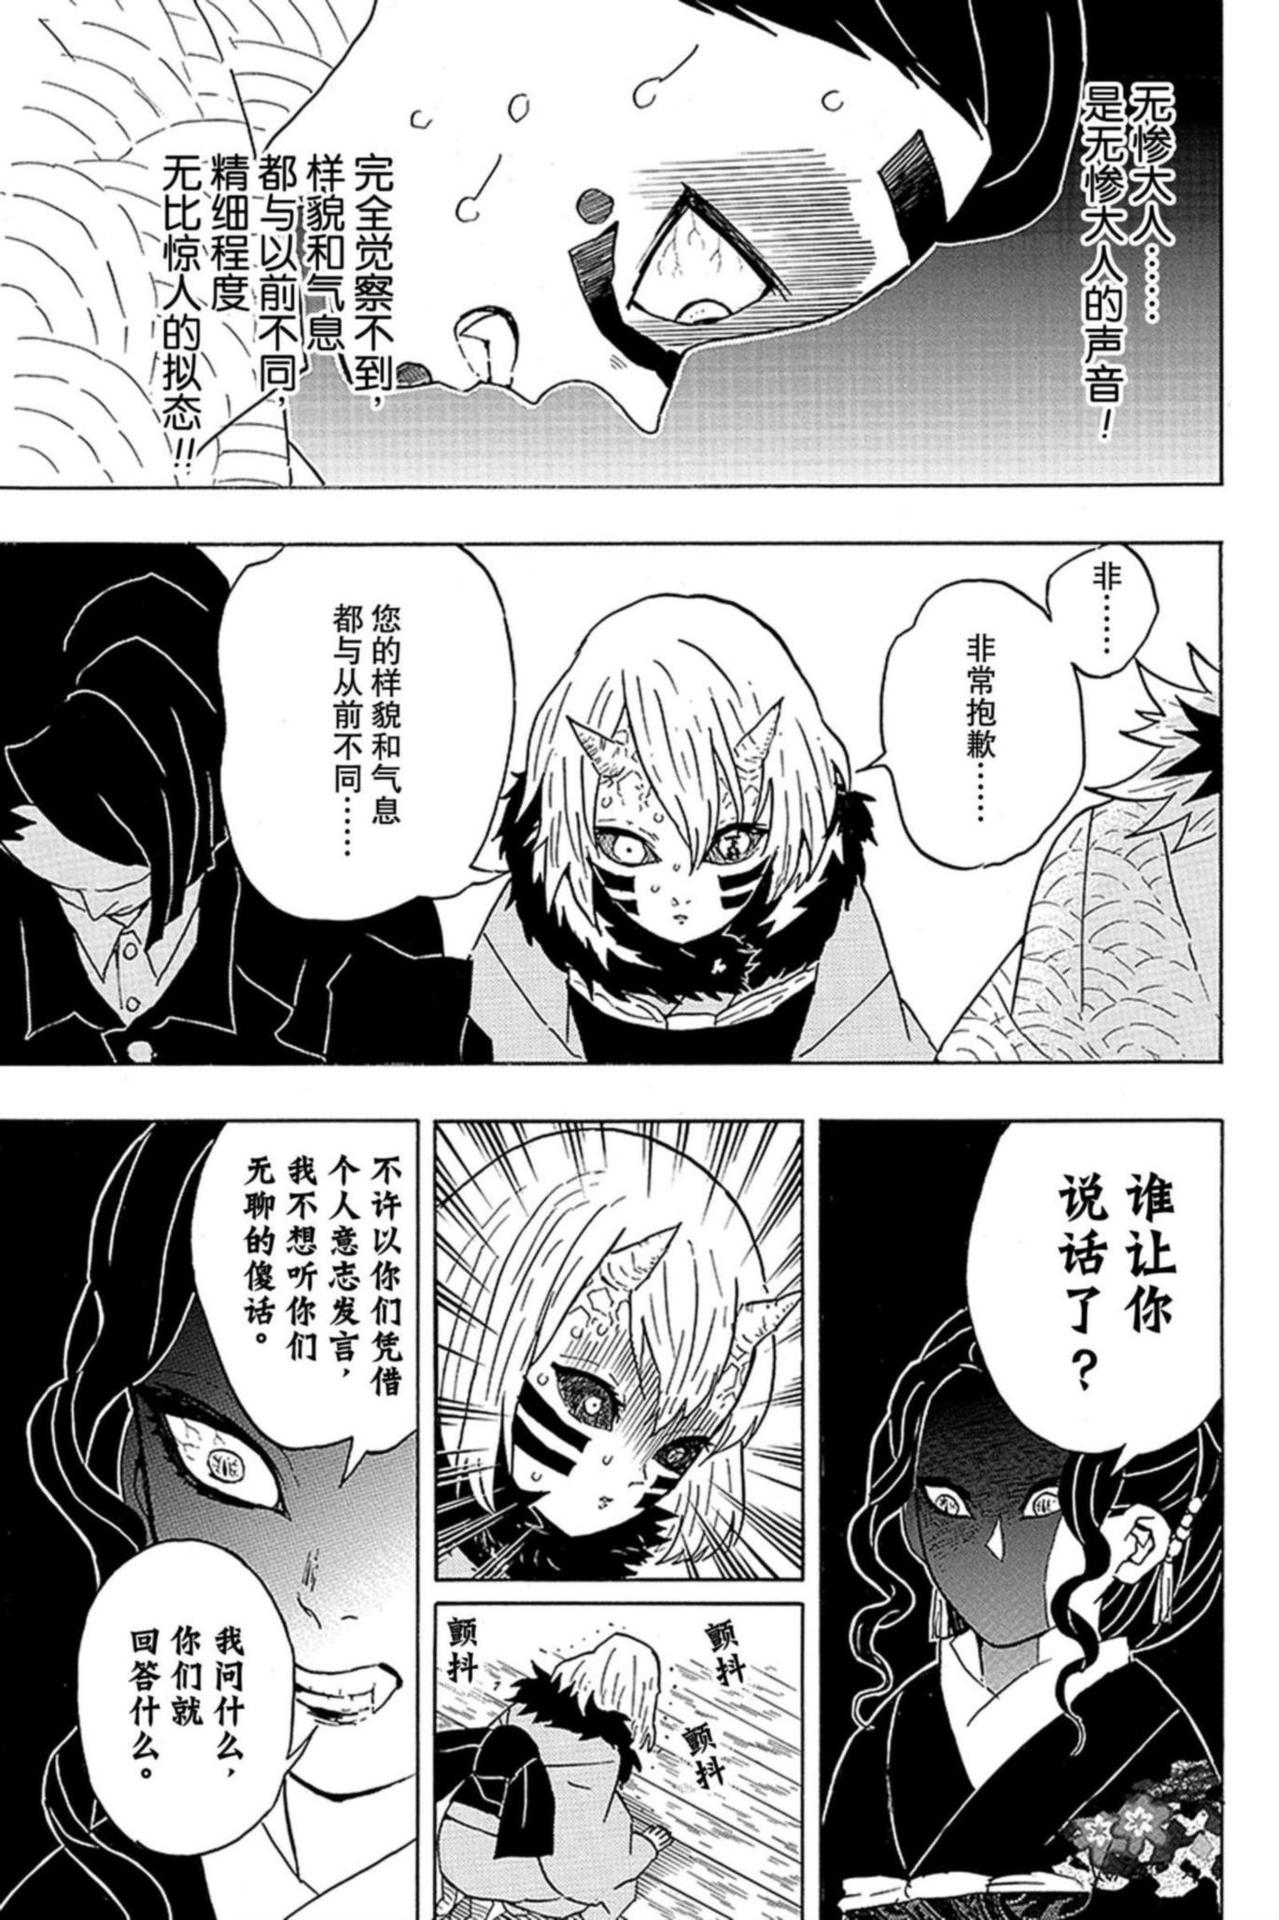 无惨大人……
是无惨大人的声音！
完全觉察不到，
样貌和气息
都与以前不同，
精细程度
无比惊人的拟态!!
非……
非常抱歉……
您的样貌和气息
都与从前不同……
谁让你
说话了？
颤抖
颤抖
颤抖
不许以你们凭借
个人意志发言，
我不想听你们
无聊的傻话。
我问什么，
你们就
回答什么。